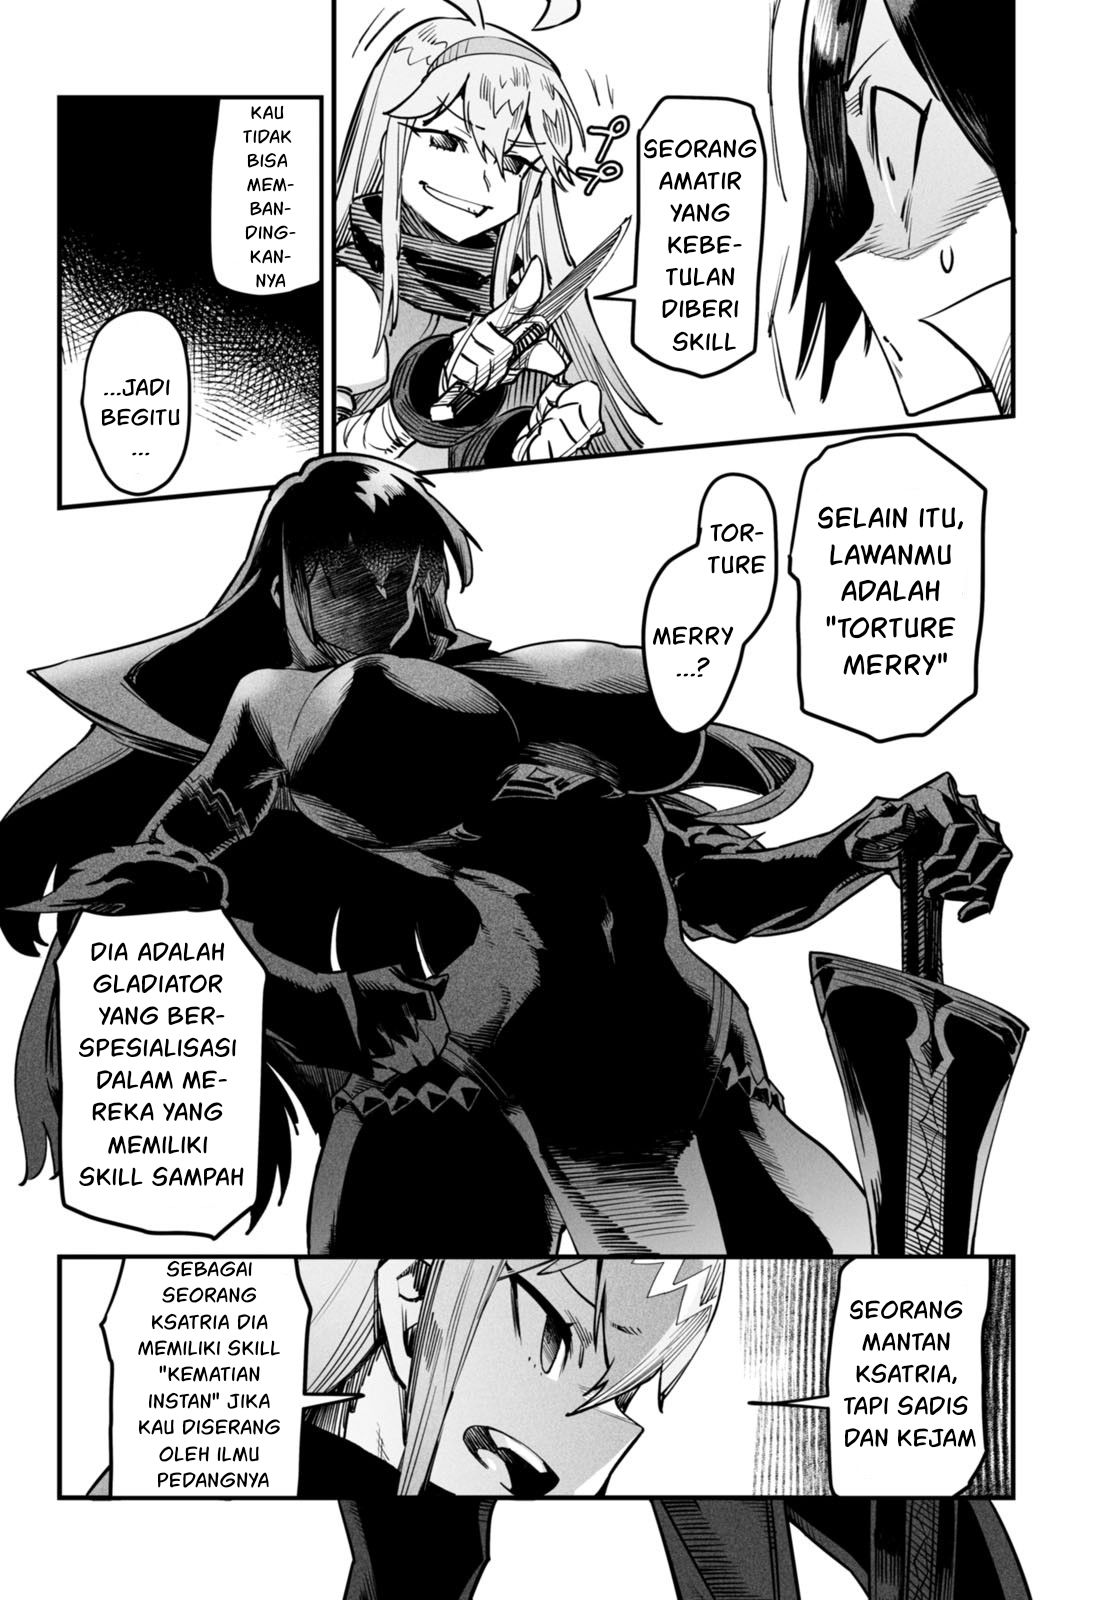 SEORANG
AMATIR
YANG
KEBE-
TULAN
DIBERI
SKILL
KAU
TIDAK
BISA
MEM-
BAN-
DING-
KAN-
NYA
...JADI
BEGITU
...
SELAIN ITU,
LAWANMU
ADALAH
"TORTURE
MERRY"
TOR-
TURE
MERRY
...?
DIA ADALAH
GLADIATOR
YANG BER-
SPESIALISASI
DALAM ME-
REKA YANG
MEMILIKI
SKILL SAMPAH
SEORANG
MANTAN
KSATRIA,
TAPI SADIS
DAN KEJAM
SEBAGAI
SEORANG
KSATRIA DIA
MEMILIKI SKILL
"KEMATIAN
INSTAN" JIKA
KAU DISERANG
OLEH ILMU
PEDANGNYA